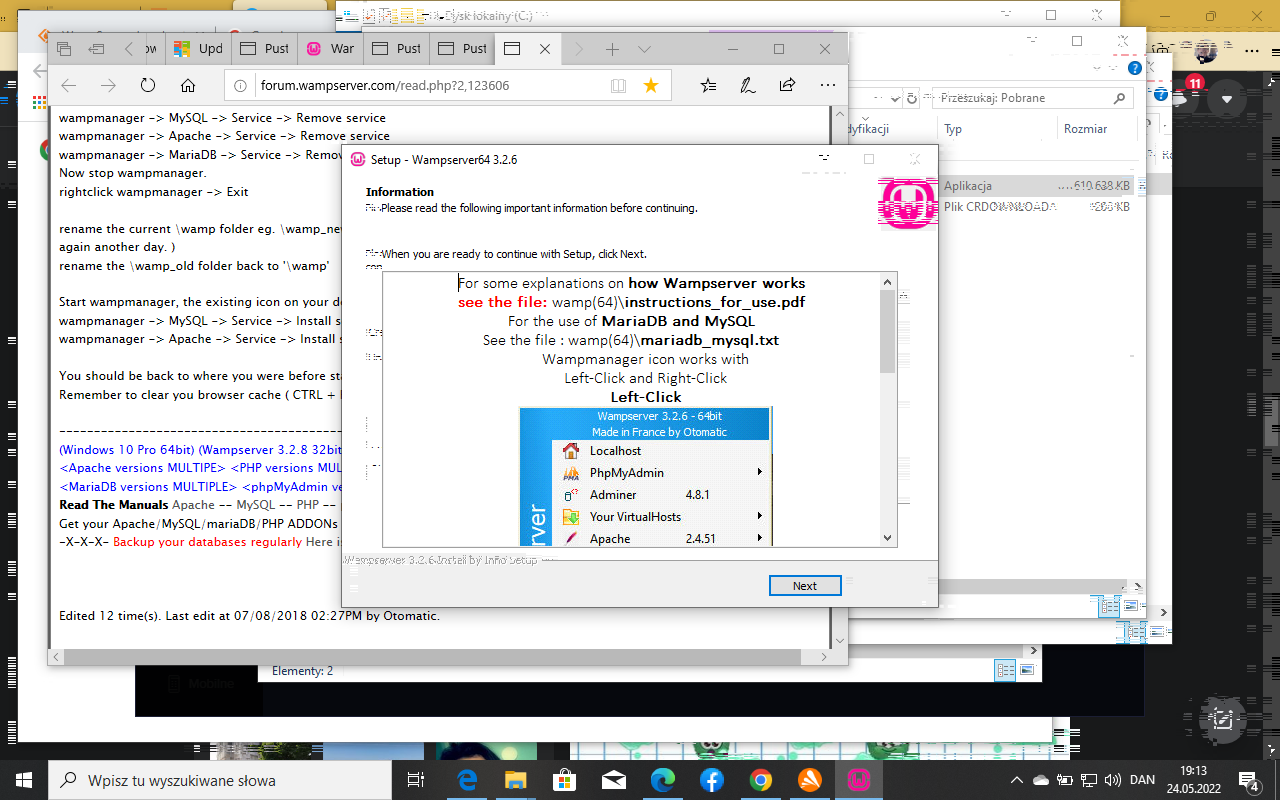 Dysk lokalny (C:)
Upd
Pust
War
Pust
Pust
forum.wampserver.com/read.php?2,123606
11
Przeszukaj: Pobrane
Typ
Rozmiar
Aplikacja
610 638 KB
Plik CRDOWNLOAD
wampmanager -> MySQL -> Service -> Remove service
wampmanager -> Apache -> Service -> Remove service
wampmanager -> MariaDB -> Service -> Remov
Now stop wampmanager.
rightclick wampmanager -> Exit
rename the current \wamp folder eg. \wamp_ne
again another day. )
rename the \wamp_old folder back to '\wamp'
Start wampmanager, the existing icon on your de
wampmanager -> MySQL -> Service -> Install s
wampmanager -> Apache -> Service -> Install s
You should be back to where you were before sta
Remember to clear you browser cache ( CTRL +
(Windows 10 Pro 64bit) (Wampserver 3.2.8 32bit
<Apache versions MULTIPE> <PHP versions MUL
<MariaDB versions MULTIPLE> <phpMyAdmin ve
Read The Manuals Apache -- MySQL -- PHP --
Get your Apache/MySQL/mariaDB/PHP ADDONs
-X-X-X- Backup your databases regularly Here is
Edited 12 time(s). Last edit at 07/08/2018 02:27PM by Otomatic.
Setup - Wampserver64 3.2.6
Information
Please read the following important information before continuing.
When you are ready to continue with Setup, click Next.
For some explanations on how Wampserver works
see the file: wamp(64)\instructions_for_use.pdf
For the use of MariaDB and MySQL
See the file : wamp(64)\mariadb_mysql.txt
Wampmanager icon works with
Left-Click and Right-Click
Left-Click
Wampserver 3.2.6 - 64bit
Made in France by Otomatic
Localhost
PhpMyAdmin
Adminer 4.8.1
Your VirtualHosts
Apache 2.4.51
Wampserver 3.2.6 Install by Inno Setup
Next
Elementy: 2
Wpisz tu wyszukiwane słowa
DAN
19:13
24.05.2022
4